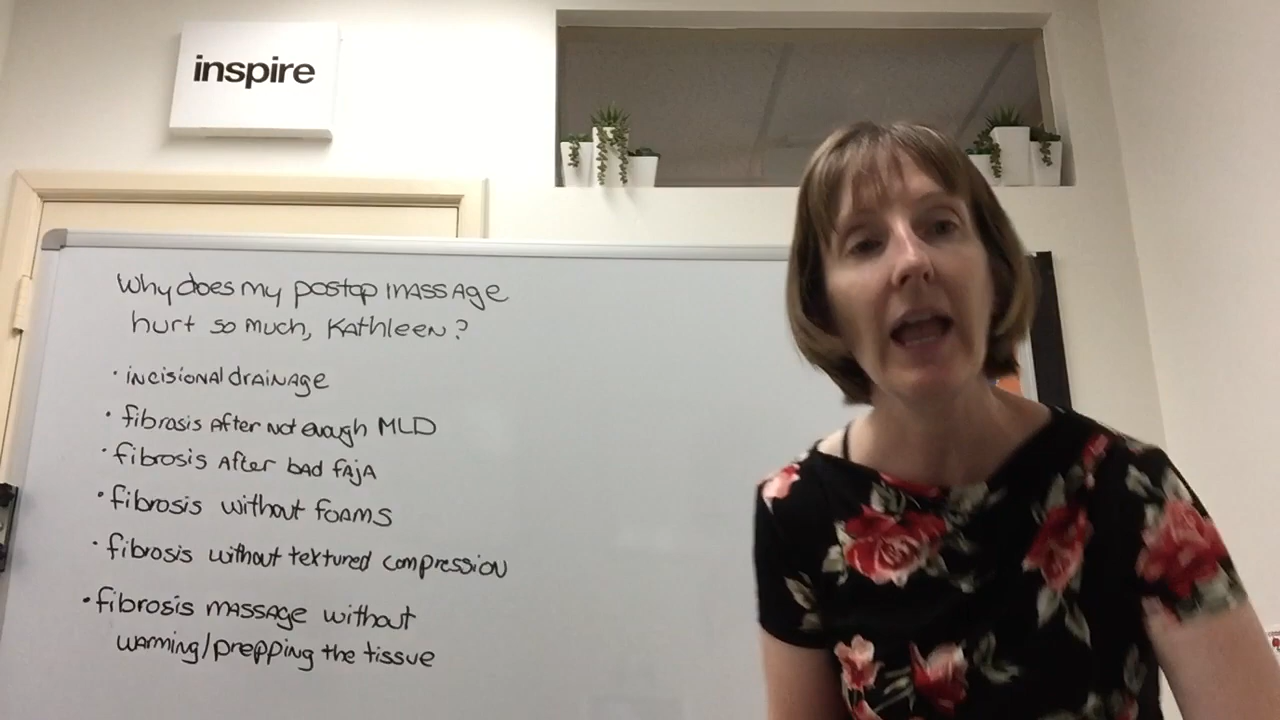 inspire
Why does my postop massage
hurt so much, Kathleen?
• incisional drainage
• fibrosis after not enough MLD
• fibrosis after bad faja
• fibrosis without foams
• fibrosis without textured compression
• fibrosis massage without
warming/prepping the tissue